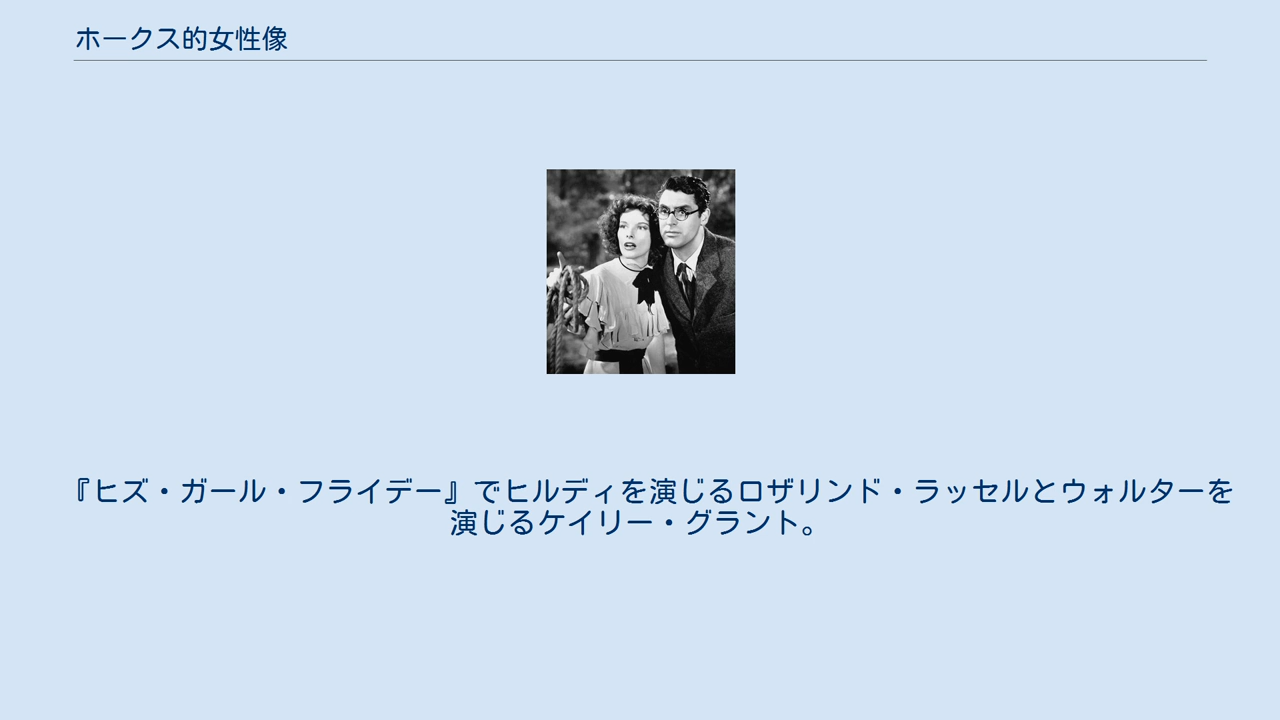 ホークス的女性像
『ヒズ・ガール・フライデー』でヒルディを演じるロザリンド・ラッセルとウォルターを
演じるケイリー・グラント。